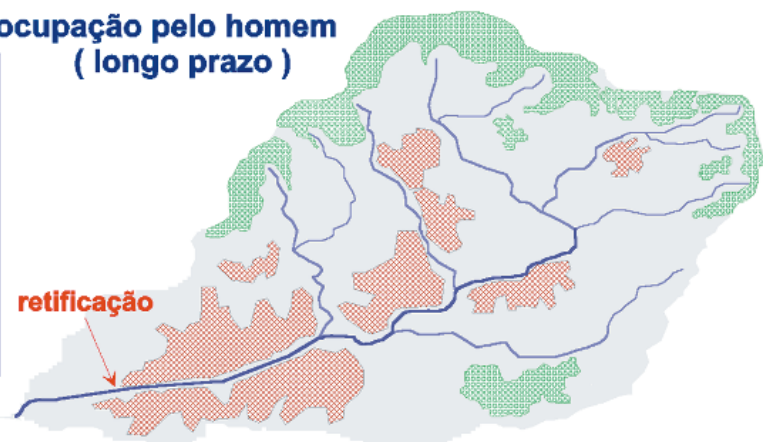 ocupação pelo homem
( longo prazo )
retificação